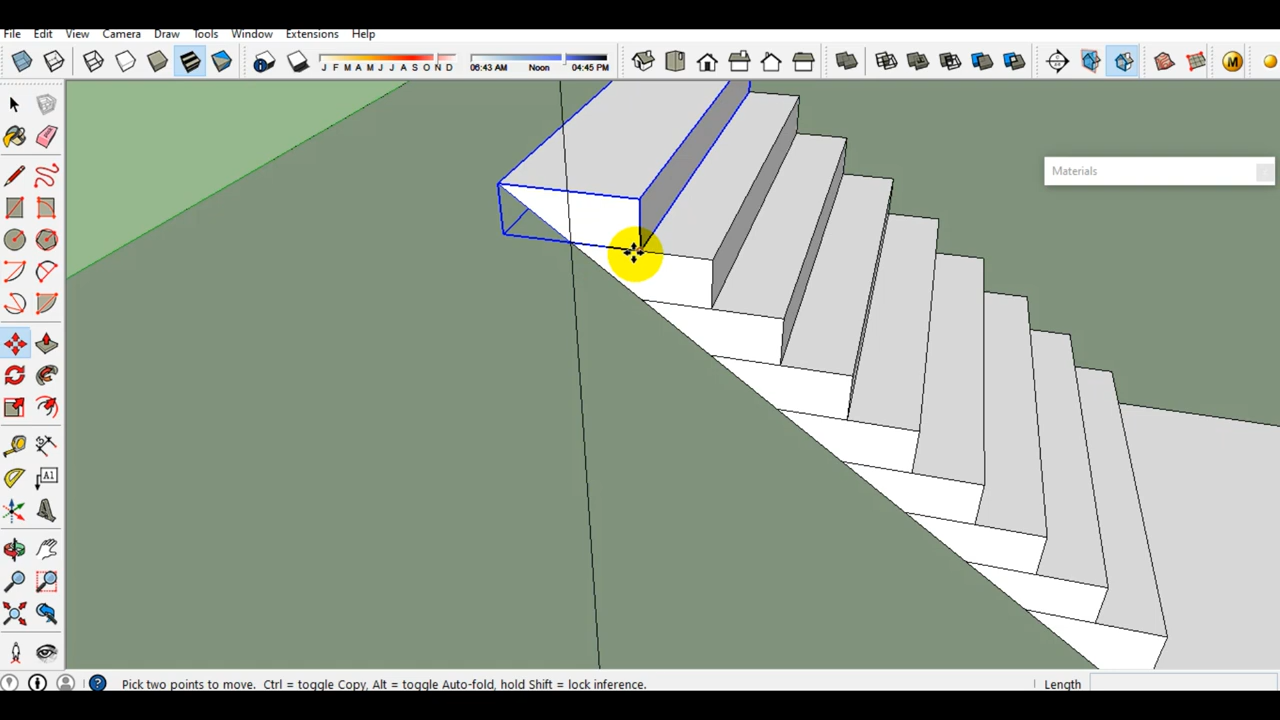 File Edit View Camera Draw Tools Window Help Extensions
J F M A M J J A S O N D 06:43 AM Noon 04:45 PM
M
Materials
A1
Pick two points to move. Ctrl = toggle Copy, Alt = toggle Auto-fold, hold Shift = lock inference. Length